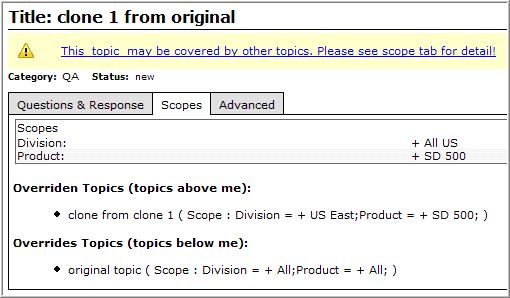 Title: clone 1 from original
This topic may be covered by other topics. Please see scope tab for detail!
Category: QA Status: new
Questions & Response Scopes Advanced
Scopes
Division: + All US
Product: + SD 500
Overriden Topics (topics above me):
clone from clone 1 ( Scope : Division = + US East;Product = + SD 500; )
Overrides Topics (topics below me):
original topic ( Scope : Division = + All;Product = + All; )